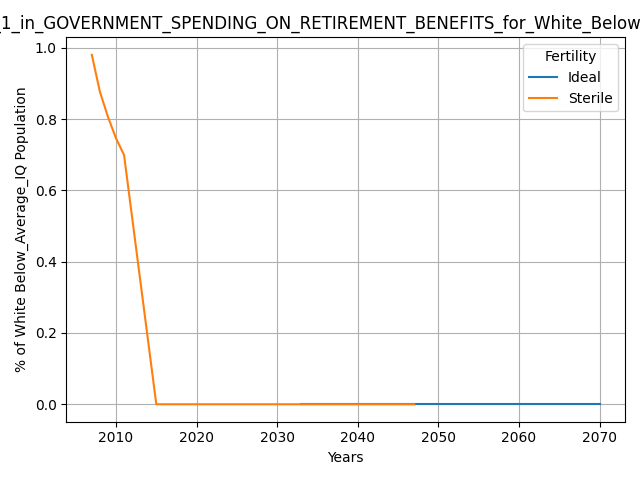 _1_in_GOVERNMENT_SPENDING_ON_RETIREMENT_BENEFITS_for_White_Below
Fertility
Ideal
Sterile
% of White Below_Average_IQ Population
1.0
0.8
0.6
0.4
0.2
0.0
2010 2020 2030 2040 2050 2060 2070
Years